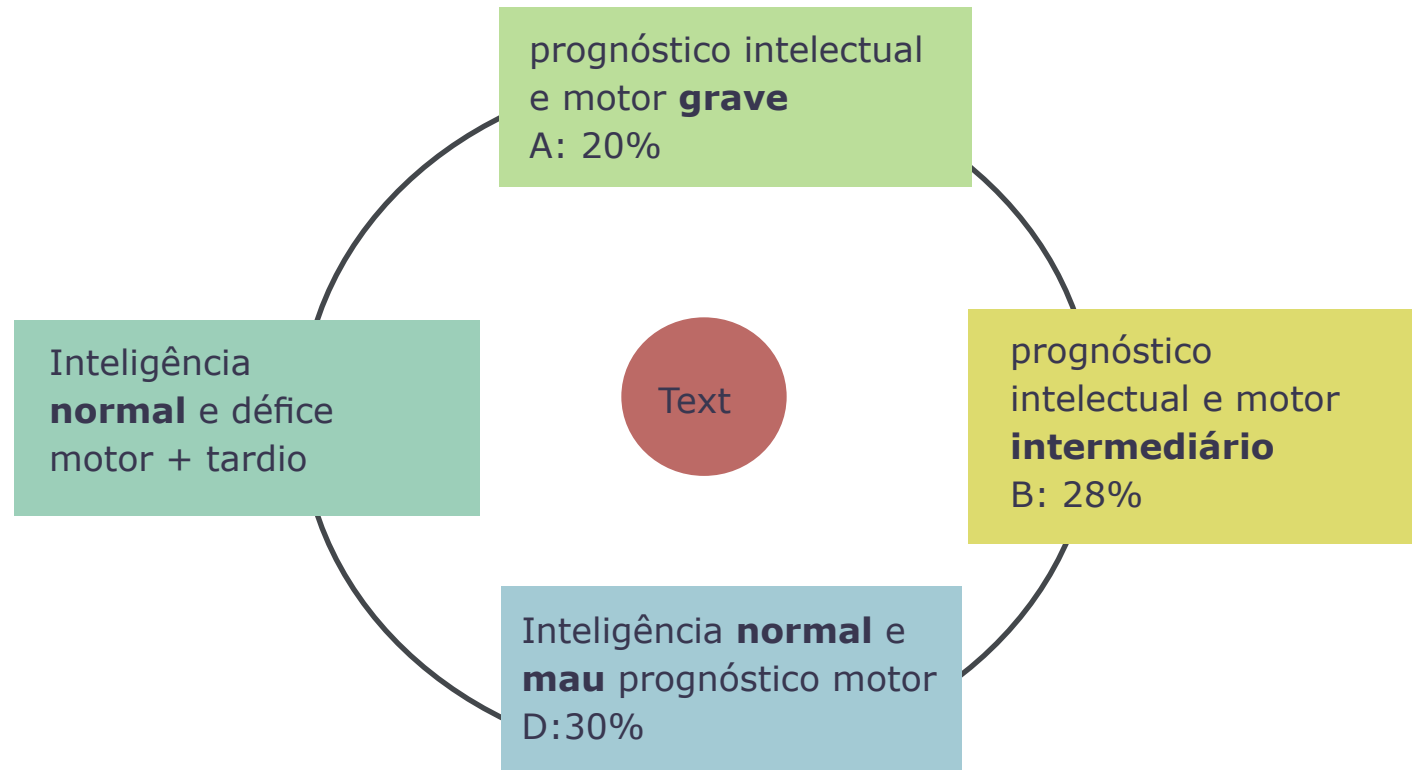 prognóstico intelectual
e motor grave
A: 20%
prognóstico
intelectual e motor
intermediário
B: 28%
Inteligência normal e
mau prognóstico motor
D:30%
Inteligência
normal e défice
motor + tardio
Text